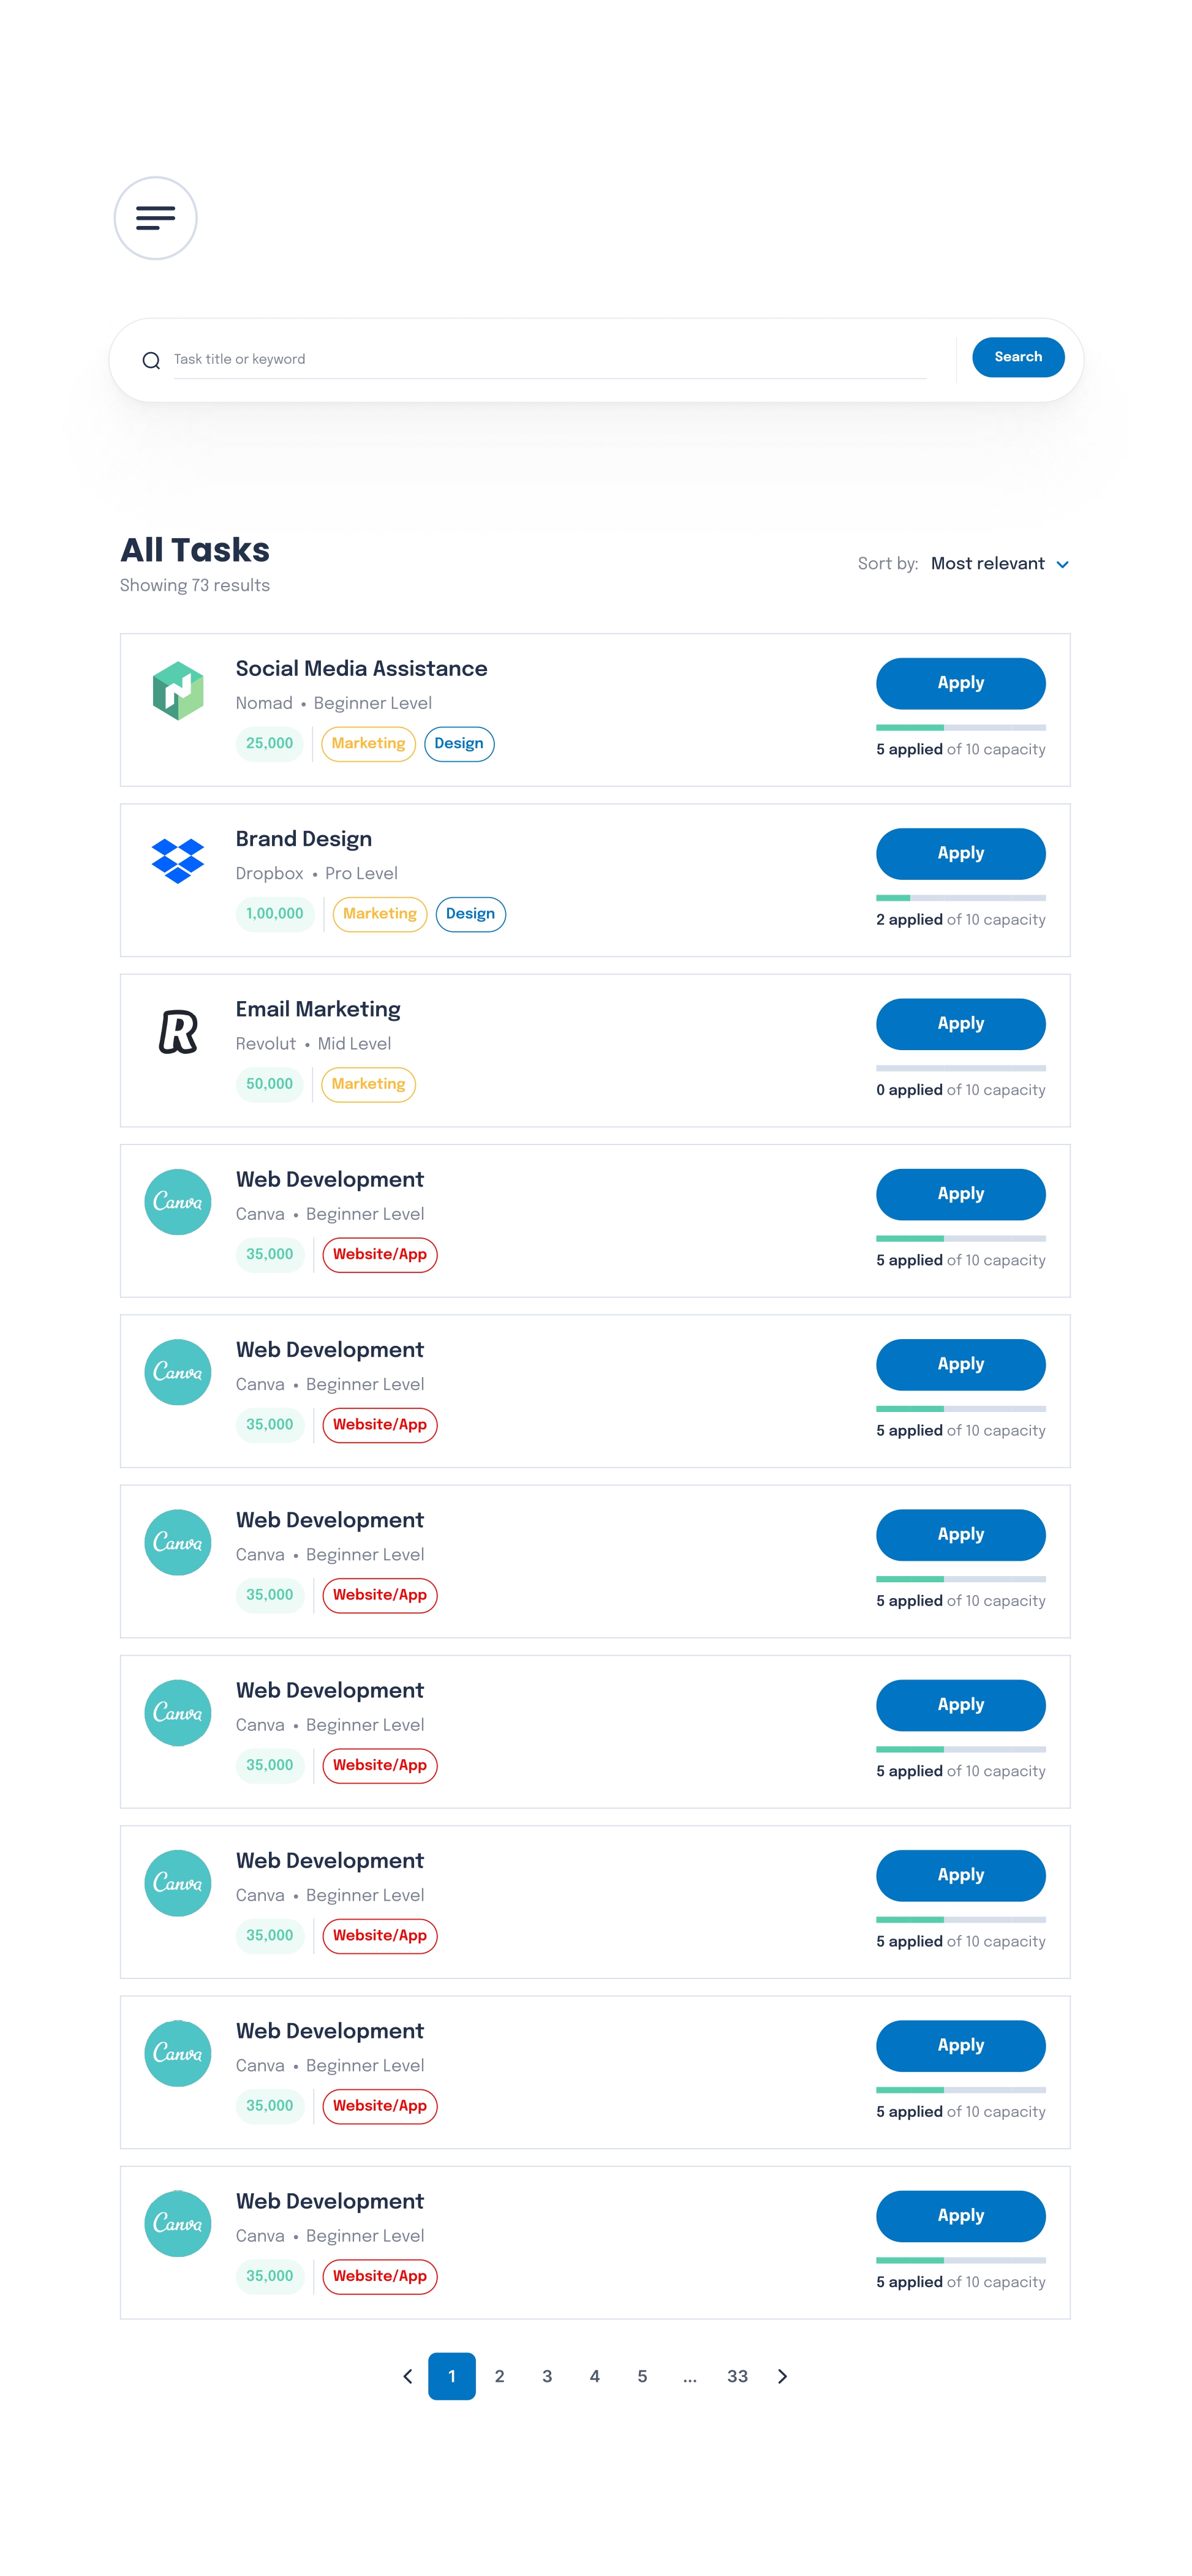 Task title or keyword
Search
All Tasks
Showing 73 results
Sort by: Most relevant
Social Media Assistance
Nomad • Beginner Level
25,000 Marketing Design
Apply
5 applied of 10 capacity
Brand Design
Dropbox • Pro Level
1,00,000 Marketing Design
Apply
2 applied of 10 capacity
R
Email Marketing
Revolut • Mid Level
50,000 Marketing
Apply
0 applied of 10 capacity
Canva
Web Development
Canva • Beginner Level
35,000 Website/App
Apply
5 applied of 10 capacity
Canva
Web Development
Canva • Beginner Level
35,000 Website/App
Apply
5 applied of 10 capacity
Canva
Web Development
Canva • Beginner Level
35,000 Website/App
Apply
5 applied of 10 capacity
Canva
Web Development
Canva • Beginner Level
35,000 Website/App
Apply
5 applied of 10 capacity
Canva
Web Development
Canva • Beginner Level
35,000 Website/App
Apply
5 applied of 10 capacity
Canva
Web Development
Canva • Beginner Level
35,000 Website/App
Apply
5 applied of 10 capacity
Canva
Web Development
Canva • Beginner Level
35,000 Website/App
Apply
5 applied of 10 capacity
1 2 3 4 5 ... 33